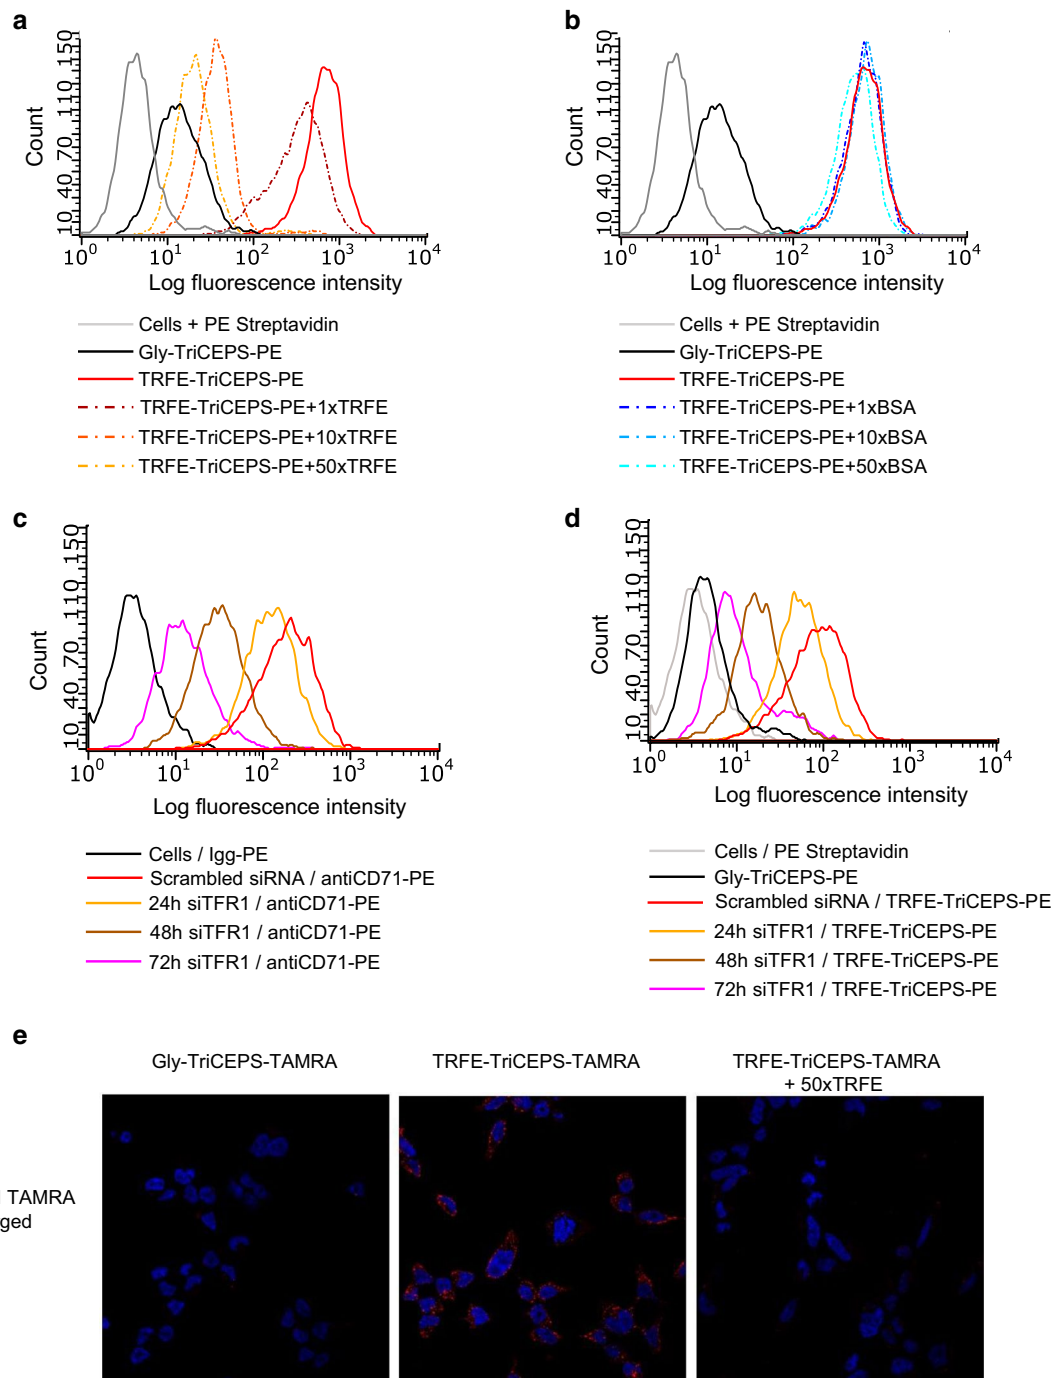 a
150
110
70
40
10
Count
10^0 10^1 10^2 10^3 10^4
Log fluorescence intensity
Cells + PE Streptavidin
Gly-TriCEPS-PE
TRFE-TriCEPS-PE
TRFE-TriCEPS-PE+1xTRFE
TRFE-TriCEPS-PE+10xTRFE
TRFE-TriCEPS-PE+50xTRFE
b
150
110
70
40
10
Count
10^0 10^1 10^2 10^3 10^4
Log fluorescence intensity
Cells + PE Streptavidin
Gly-TriCEPS-PE
TRFE-TriCEPS-PE
TRFE-TriCEPS-PE+1xBSA
TRFE-TriCEPS-PE+10xBSA
TRFE-TriCEPS-PE+50xBSA
c
150
110
70
40
10
Count
10^0 10^1 10^2 10^3 10^4
Log fluorescence intensity
Cells / Igg-PE
Scrambled siRNA / antiCD71-PE
24h siTFR1 / antiCD71-PE
48h siTFR1 / antiCD71-PE
72h siTFR1 / antiCD71-PE
d
150
110
70
40
10
Count
10^0 10^1 10^2 10^3 10^4
Log fluorescence intensity
Cells / PE Streptavidin
Gly-TriCEPS-PE
Scrambled siRNA / TRFE-TriCEPS-PE
24h siTFR1 / TRFE-TriCEPS-PE
48h siTFR1 / TRFE-TriCEPS-PE
72h siTFR1 / TRFE-TriCEPS-PE
e
Gly-TriCEPS-TAMRA
TRFE-TriCEPS-TAMRA
TRFE-TriCEPS-TAMRA
+ 50xTRFE
TAMRA
ged